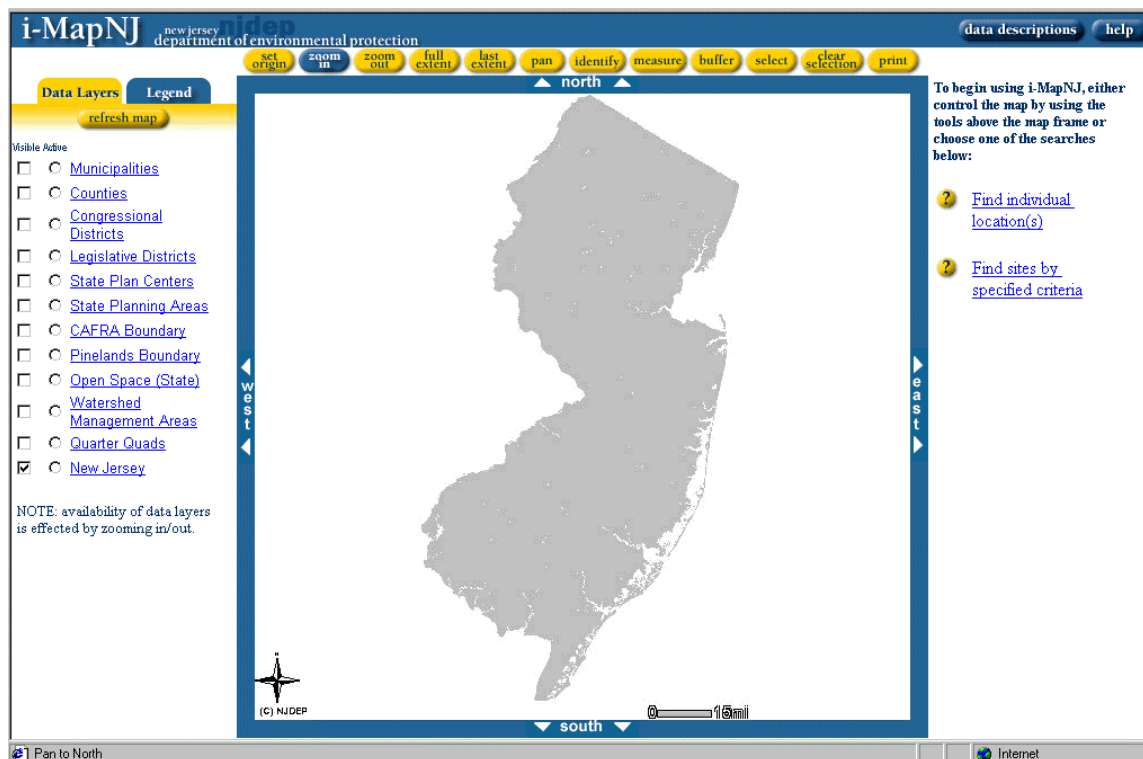 i-MapNJ
new jersey njdep
department of environmental protection
data descriptions
help
set origin
zoom in
zoom out
full extent
last extent
pan
identify
measure
buffer
select
clear selection
print
Data Layers
Legend
refresh map
Visible Active
Municipalities
Counties
Congressional
Districts
Legislative Districts
State Plan Centers
State Planning Areas
CAFRA Boundary
Pinelands Boundary
Open Space (State)
Watershed
Management Areas
Quarter Quads
New Jersey
NOTE: availability of data layers
is effected by zooming in/out.
north
west
east
south
N
(C) NJDEP
0 15mi
To begin using i-MapNJ, either
control the map by using the
tools above the map frame or
choose one of the searches
below:
? Find individual
location(s)
? Find sites by
specified criteria
Pan to North
Internet